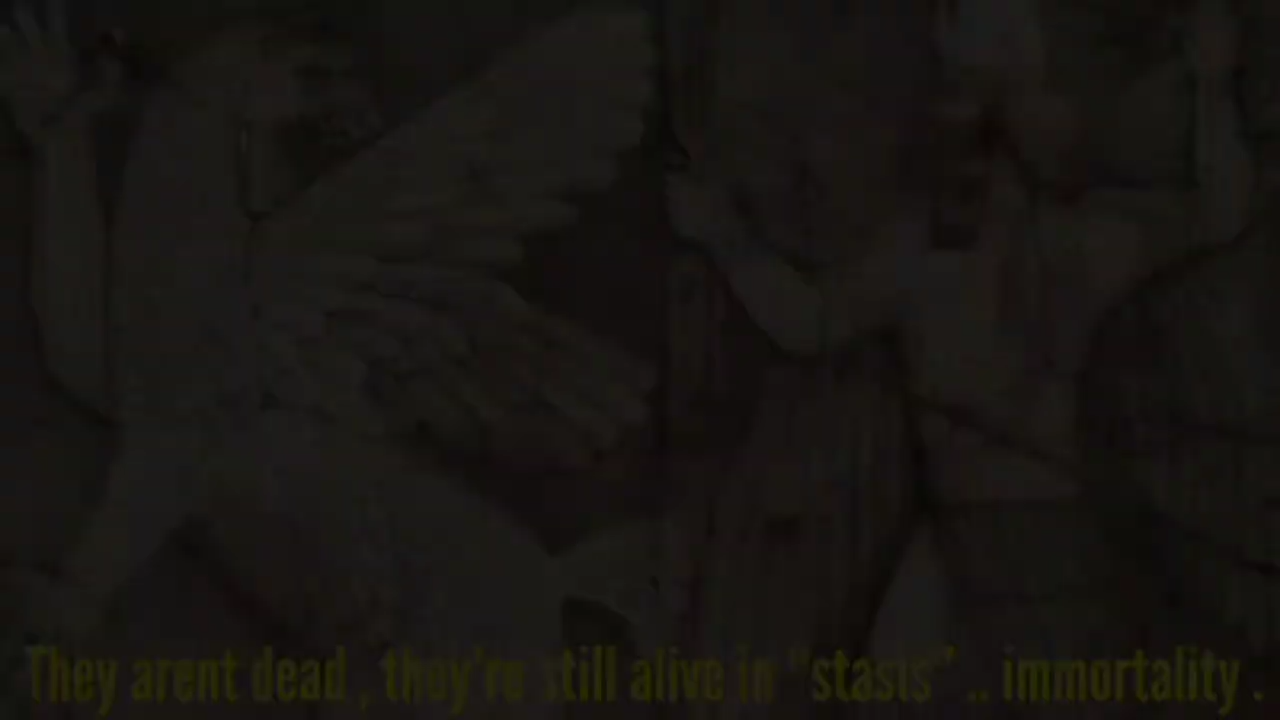 They arent dead , they're still alive in "stasis" .. immortality .